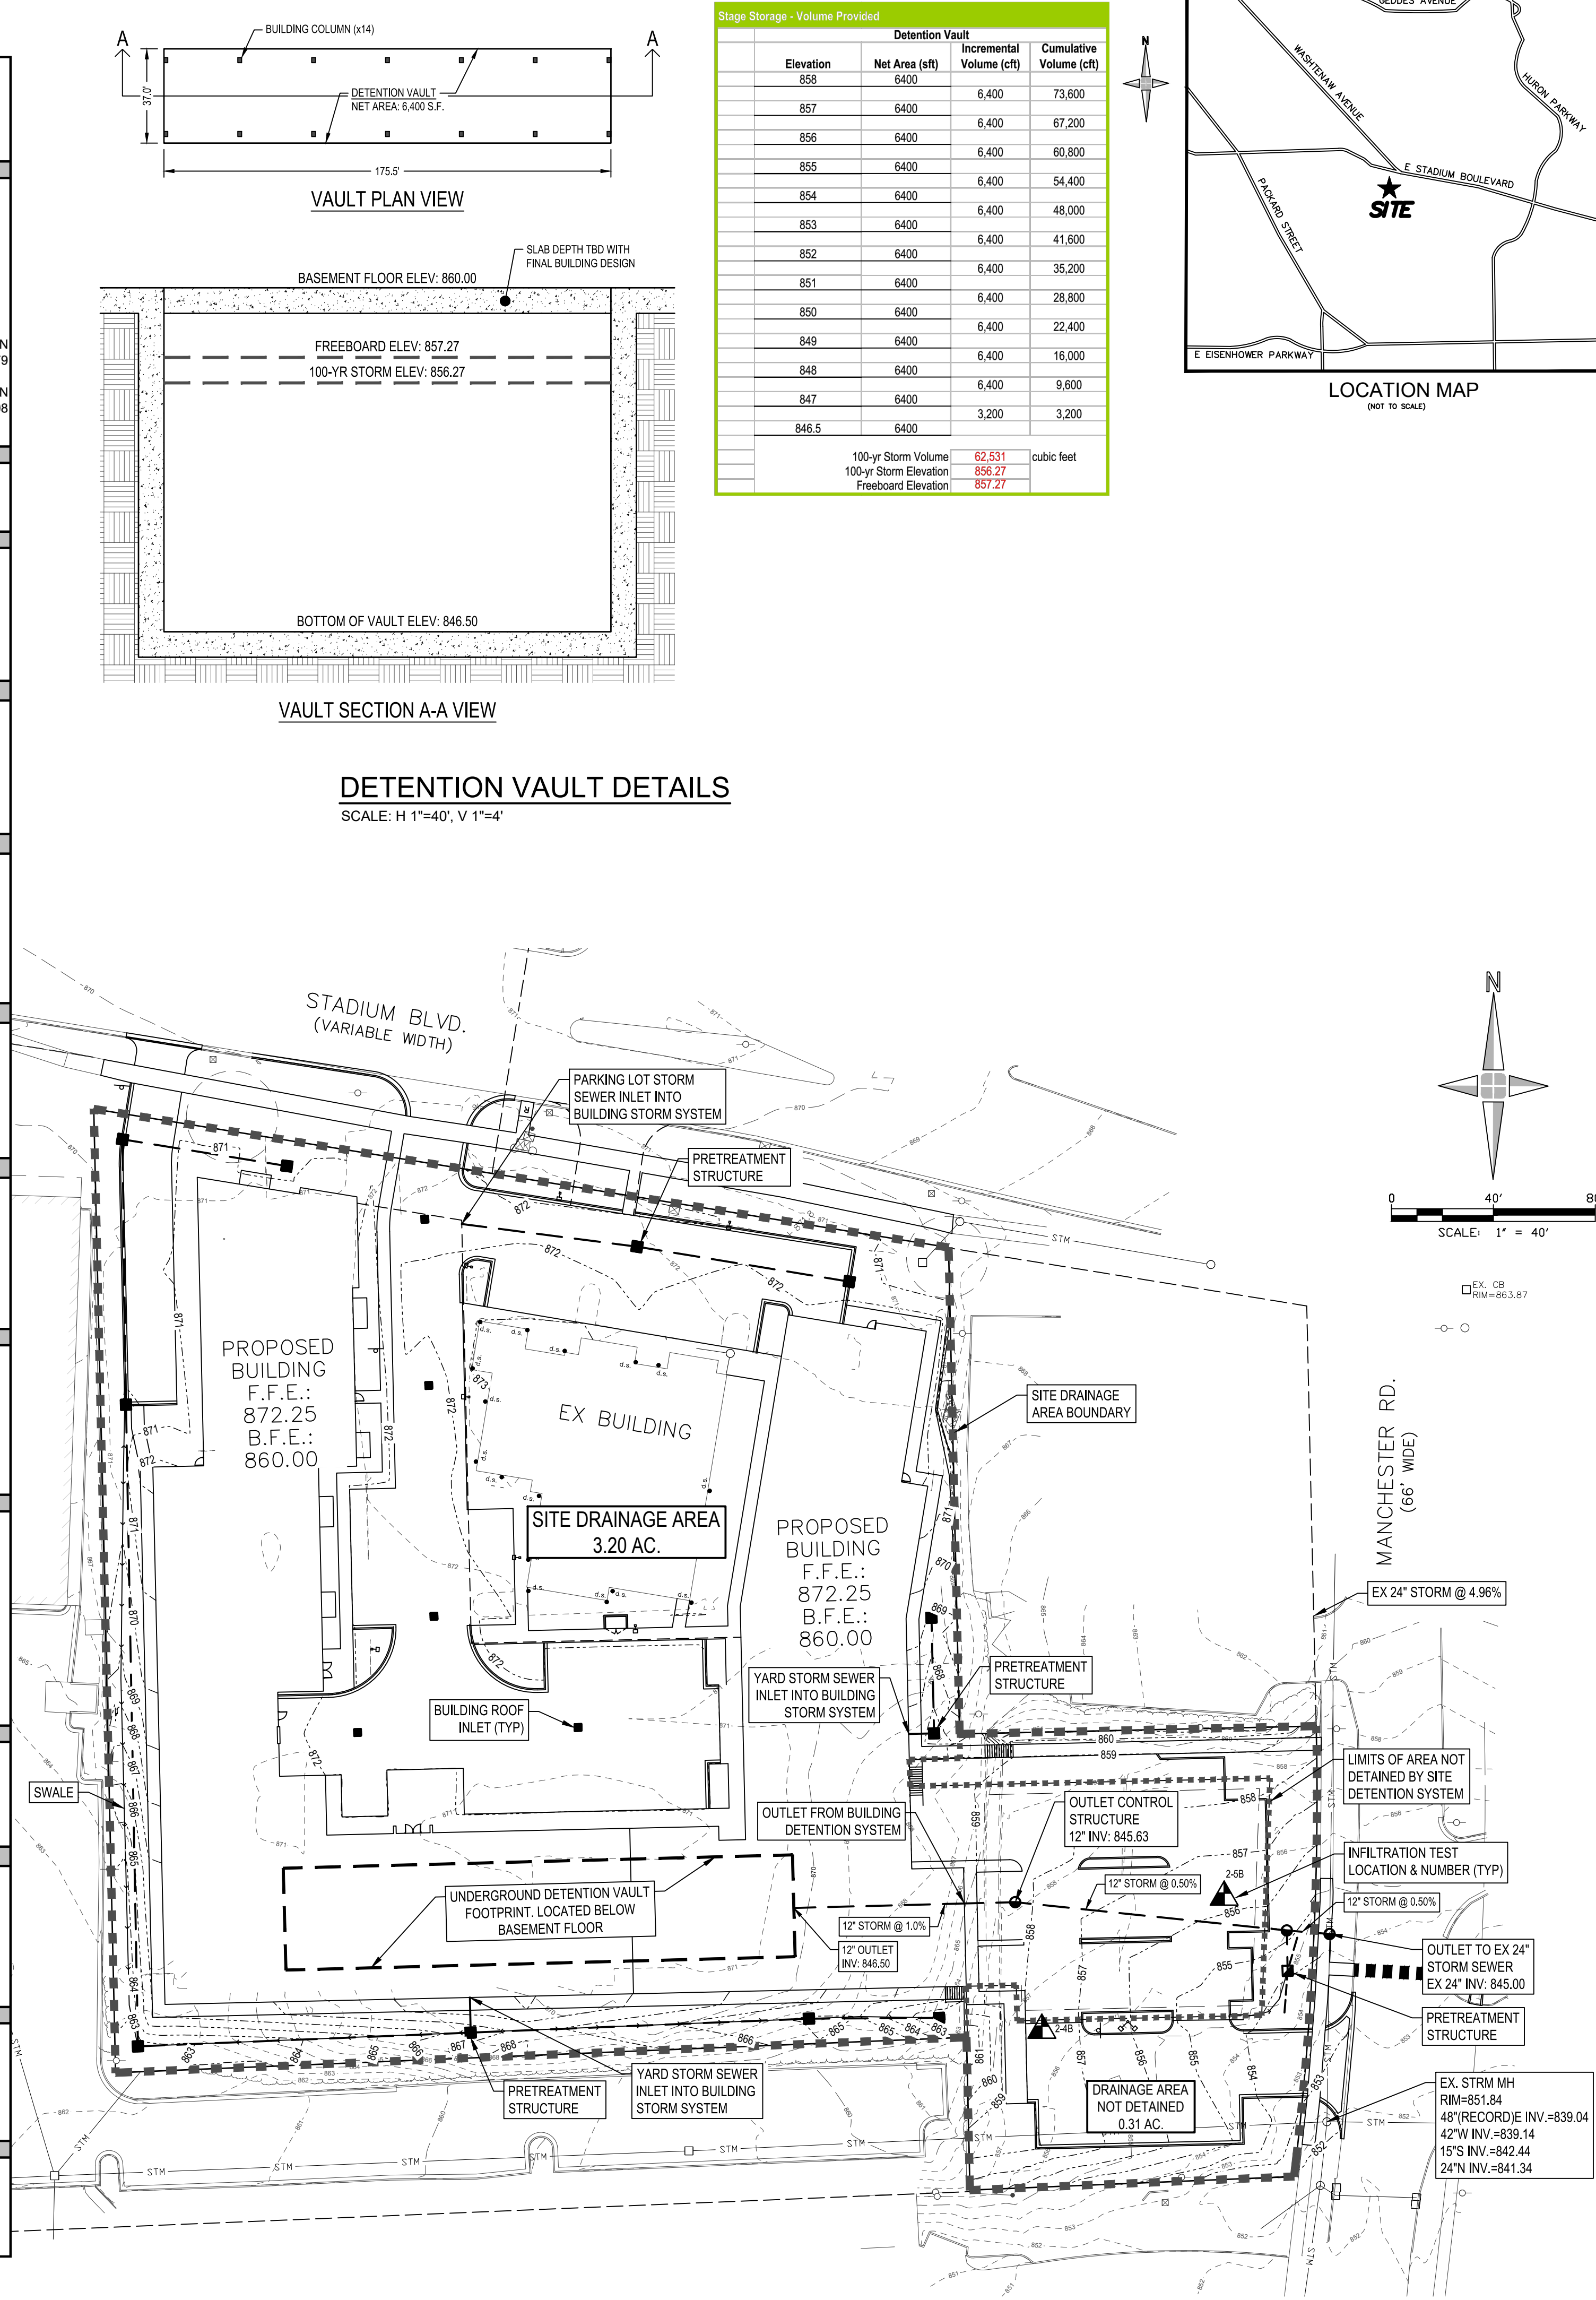 A
BUILDING COLUMN (x14)
A
37.0'
DETENTION VAULT
NET AREA: 6,400 S.F.
175.5'
VAULT PLAN VIEW
SLAB DEPTH TBD WITH
FINAL BUILDING DESIGN
BASEMENT FLOOR ELEV: 860.00
FREEBOARD ELEV: 857.27
100-YR STORM ELEV: 856.27
BOTTOM OF VAULT ELEV: 846.50
VAULT SECTION A-A VIEW
DETENTION VAULT DETAILS
SCALE: H 1"=40', V 1"=4'
Stage Storage - Volume Provided
Detention Vault
Elevation Net Area (sft) Incremental Volume (cft) Cumulative Volume (cft)
858 6400
6,400 73,600
857 6400
6,400 67,200
856 6400
6,400 60,800
855 6400
6,400 54,400
854 6400
6,400 48,000
853 6400
6,400 41,600
852 6400
6,400 35,200
851 6400
6,400 28,800
850 6400
6,400 22,400
849 6400
6,400 16,000
848 6400
6,400 9,600
847 6400
3,200 3,200
846.5 6400
100-yr Storm Volume 62,531 cubic feet
100-yr Storm Elevation 856.27
Freeboard Elevation 857.27
N
GEDDES AVENUE
WASHTENAW AVENUE
HURON PARKWAY
E STADIUM BOULEVARD
PACKARD STREET
SITE
E EISENHOWER PARKWAY
LOCATION MAP
(NOT TO SCALE)
STADIUM BLVD.
(VARIABLE WIDTH)
PARKING LOT STORM
SEWER INLET INTO
BUILDING STORM SYSTEM
PRETREATMENT
STRUCTURE
N
0 40' 80
SCALE: 1" = 40'
EX. CB
RIM=863.87
PROPOSED
BUILDING
F.F.E.:
872.25
B.F.E.:
860.00
EX BUILDING
SITE DRAINAGE AREA
3.20 AC.
SITE DRAINAGE
AREA BOUNDARY
PROPOSED
BUILDING
F.F.E.:
872.25
B.F.E.:
860.00
MANCHESTER RD.
(66' WIDE)
EX 24" STORM @ 4.96%
PRETREATMENT
STRUCTURE
YARD STORM SEWER
INLET INTO BUILDING
STORM SYSTEM
BUILDING ROOF
INLET (TYP)
SWALE
LIMITS OF AREA NOT
DETAINED BY SITE
DETENTION SYSTEM
OUTLET CONTROL
STRUCTURE
12" INV: 845.63
OUTLET FROM BUILDING
DETENTION SYSTEM
INFILTRATION TEST
LOCATION & NUMBER (TYP)
2-5B
12" STORM @ 0.50%
12" STORM @ 0.50%
UNDERGROUND DETENTION VAULT
FOOTPRINT. LOCATED BELOW
BASEMENT FLOOR
12" STORM @ 1.0%
12" OUTLET
INV: 846.50
OUTLET TO EX 24"
STORM SEWER
EX 24" INV: 845.00
PRETREATMENT
STRUCTURE
2-4B
YARD STORM SEWER
INLET INTO BUILDING
STORM SYSTEM
PRETREATMENT
STRUCTURE
DRAINAGE AREA
NOT DETAINED
0.31 AC.
EX. STRM MH
RIM=851.84
48"(RECORD)E INV.=839.04
42"W INV.=839.14
15"S INV.=842.44
24"N INV.=841.34